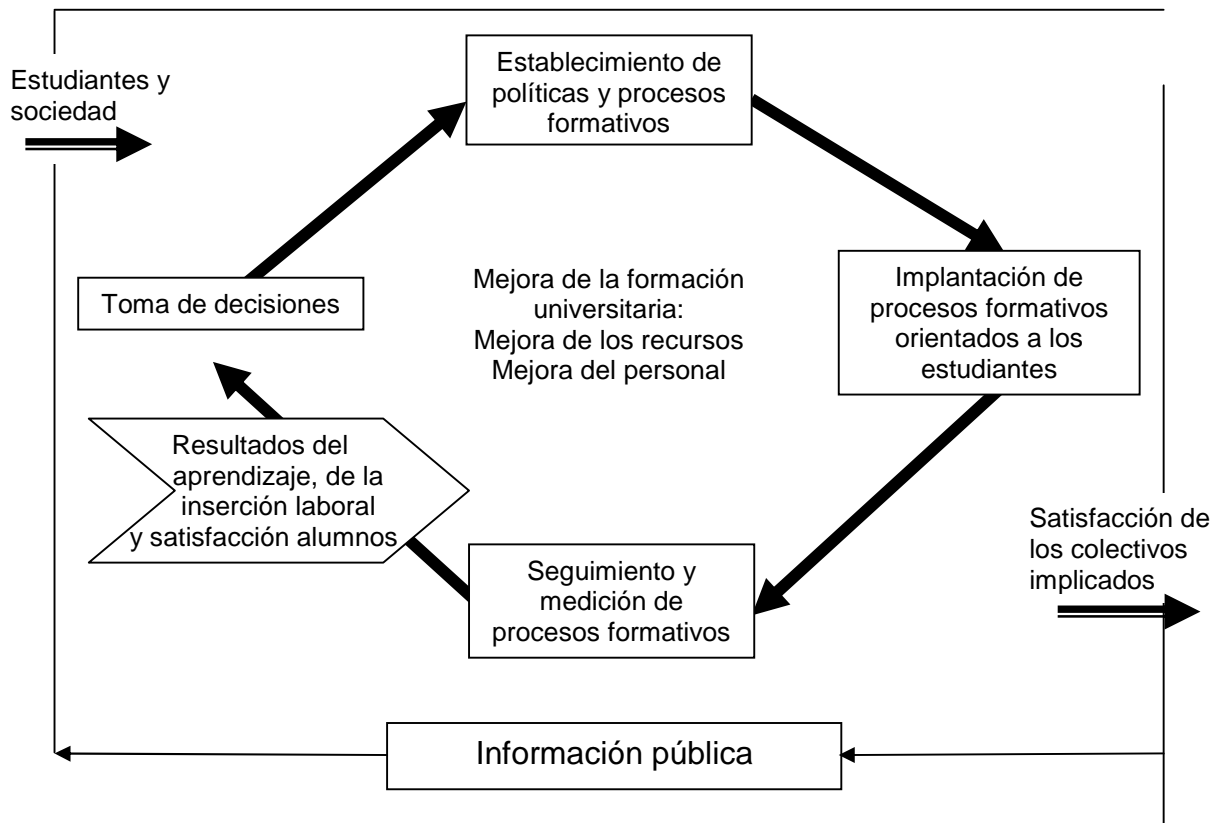 Estudiantes y
sociedad
Establecimiento de
políticas y procesos
formativos
Toma de decisiones
Mejora de la formación
universitaria:
Mejora de los recursos
Mejora del personal
Implantación de
procesos formativos
orientados a los
estudiantes
Resultados del
aprendizaje, de la
inserción laboral
y satisfacción alumnos
Seguimiento y
medición de
procesos formativos
Satisfacción de
los colectivos
implicados
Información pública